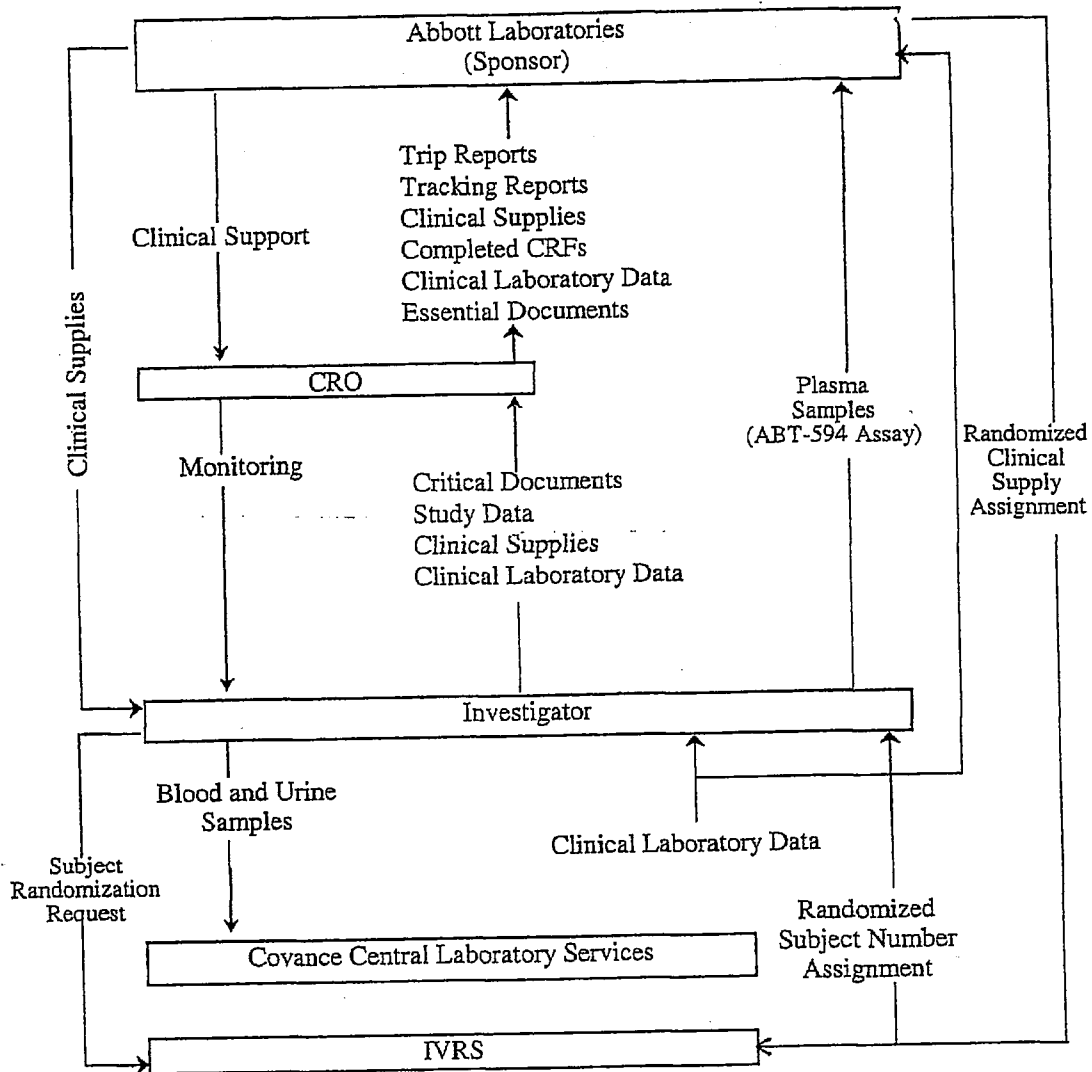 Abbott Laboratories
(Sponsor)
Trip Reports
Tracking Reports
Clinical Supplies
Completed CRFs
Clinical Laboratory Data
Essential Documents
Clinical Support
Clinical Supplies
CRO
Plasma
Samples
(ABT-594 Assay)
Randomized
Clinical
Supply
Assignment
Monitoring
Critical Documents
Study Data
Clinical Supplies
Clinical Laboratory Data
Investigator
Blood and Urine
Samples
Clinical Laboratory Data
Subject
Randomization
Request
Randomized
Subject Number
Assignment
Covance Central Laboratory Services
IVRS